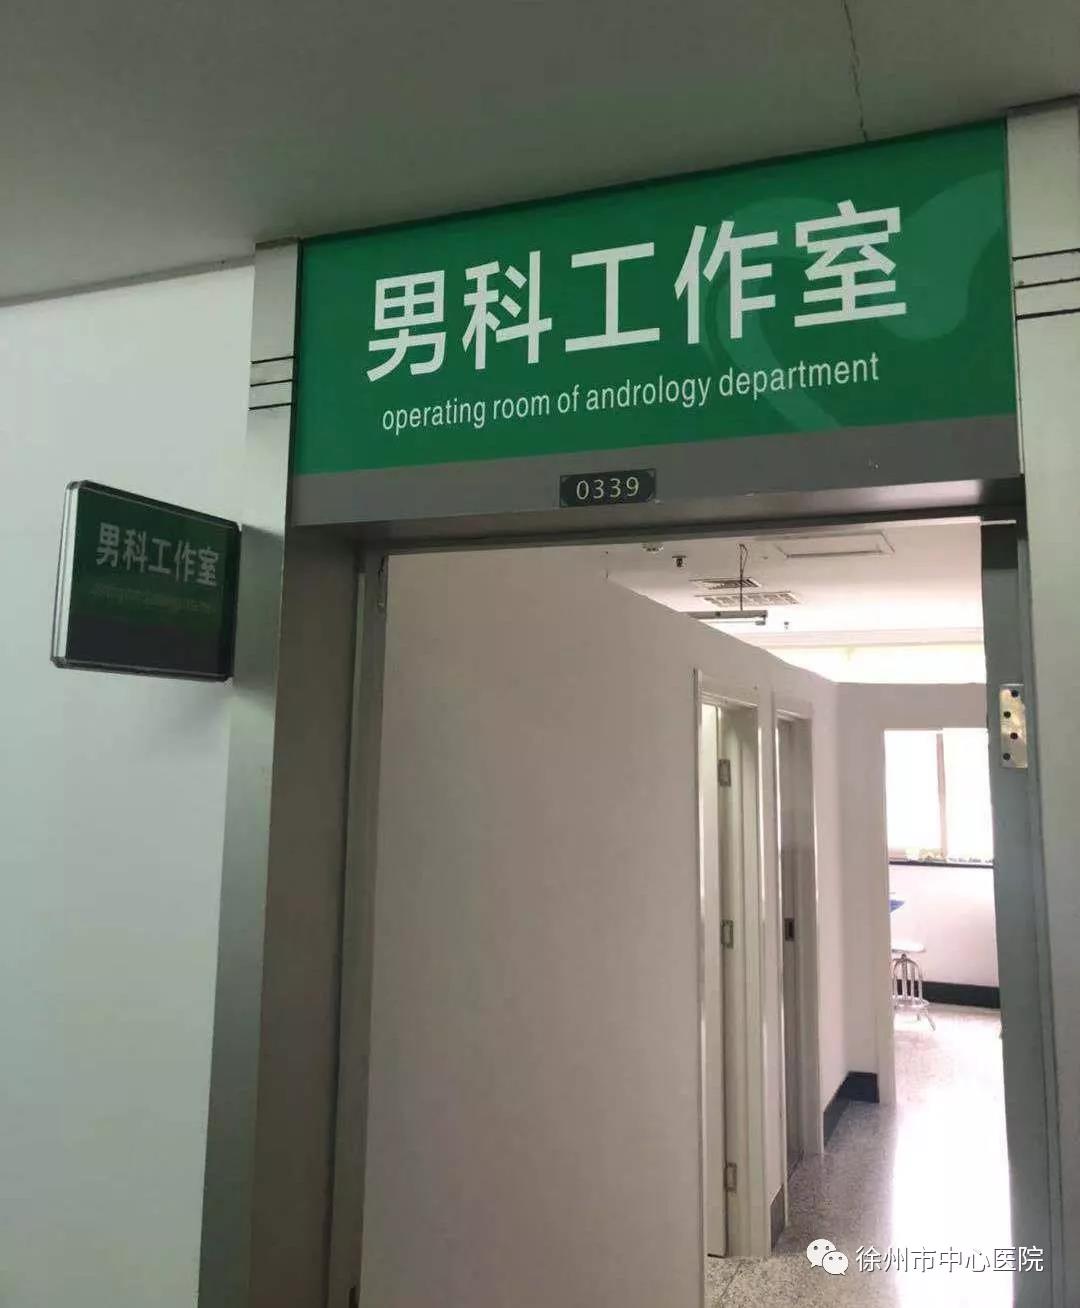 男科工作室
operating room of andrology department
0339
男科工作室
徐州市中心医院